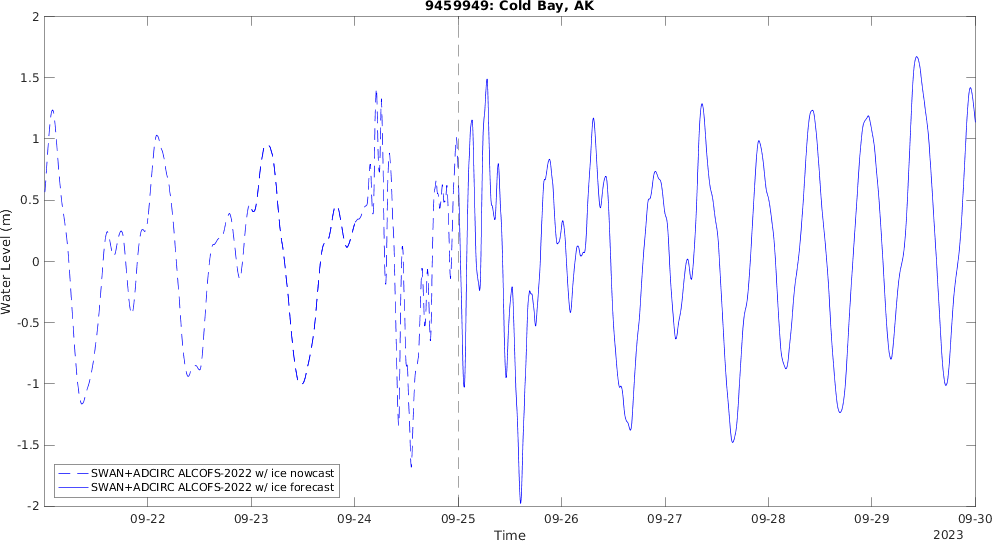 9459949: Cold Bay, AK
2
1.5
1
0.5
0
-0.5
-1
-1.5
-2
Water Level (m)
SWAN+ADCIRC ALCOFS-2022 w/ ice nowcast
SWAN+ADCIRC ALCOFS-2022 w/ ice forecast
09-22 09-23 09-24 09-25 09-26 09-27 09-28 09-29 09-30
Time
2023